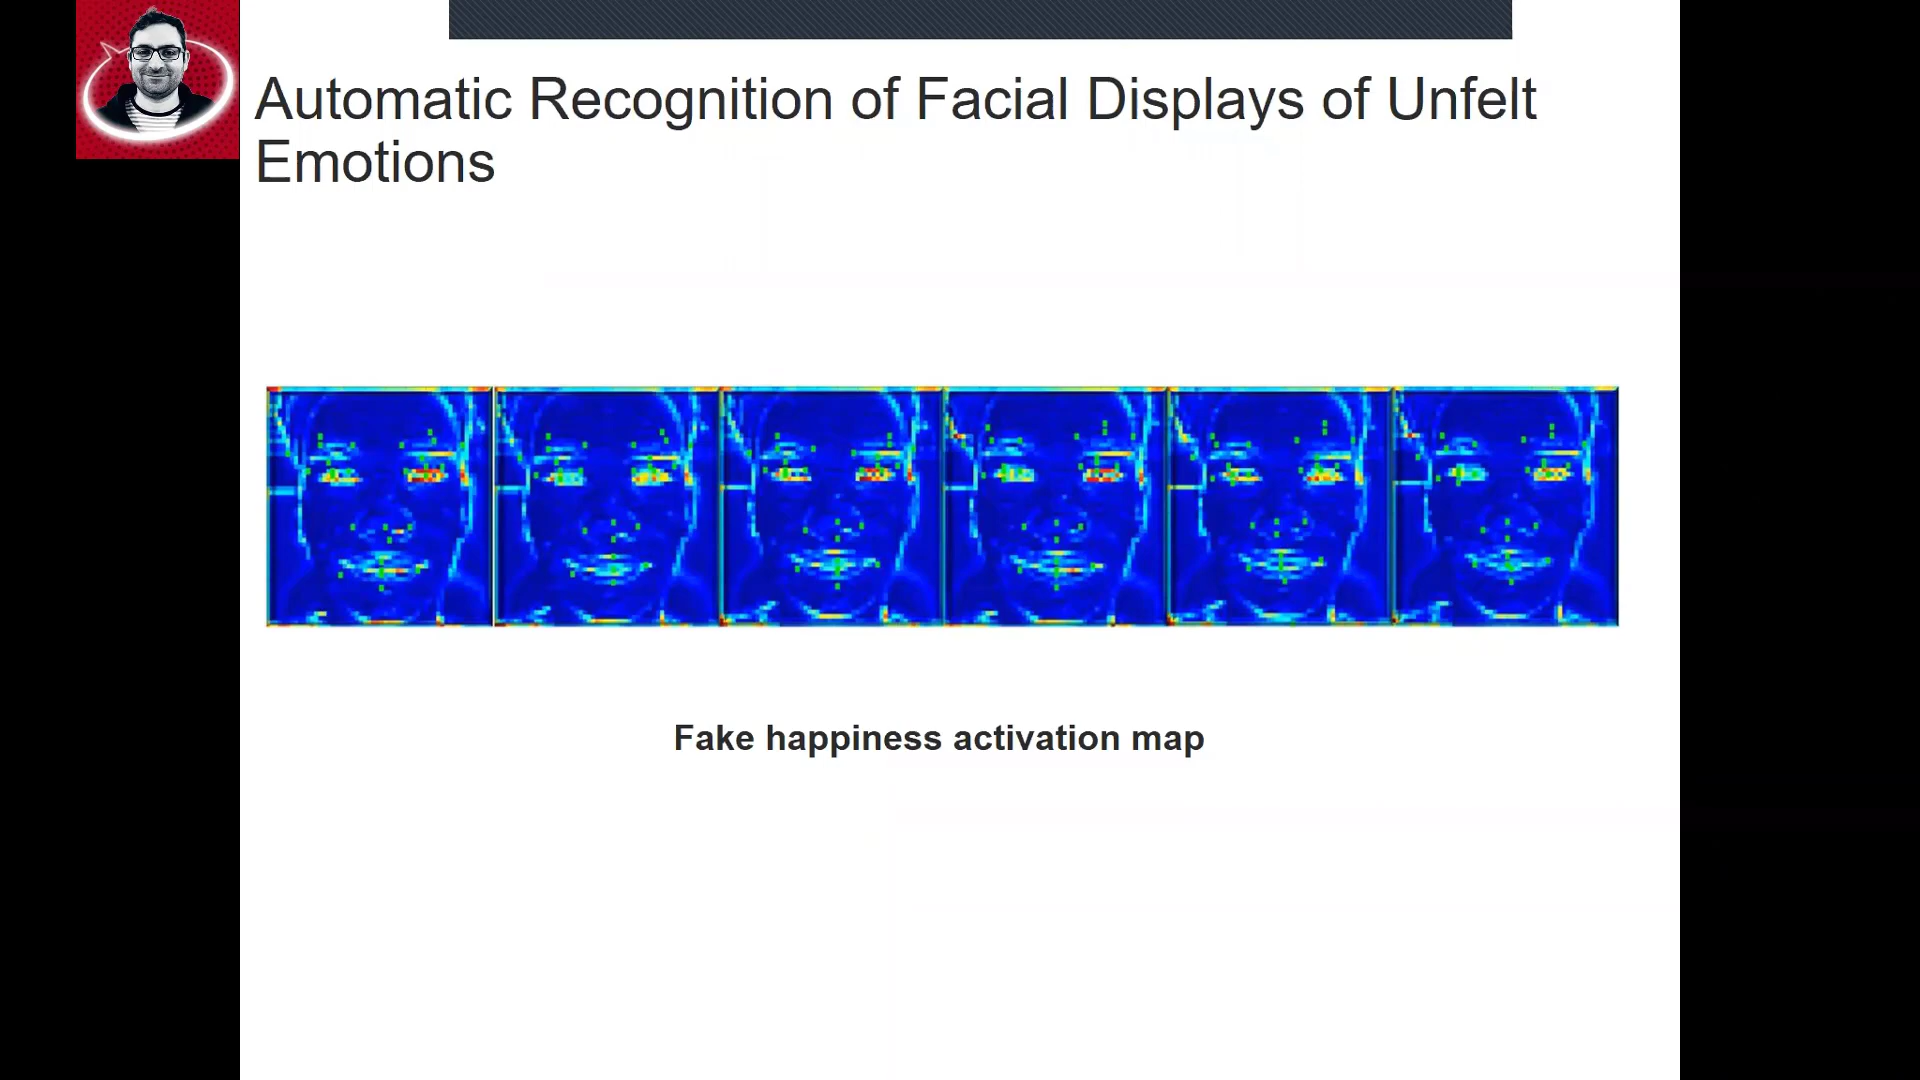 Automatic Recognition of Facial Displays of Unfelt
Emotions
Fake happiness activation map